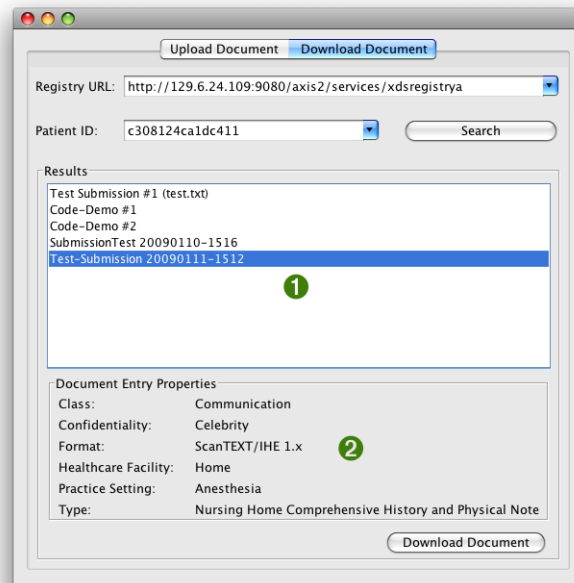 Upload Document Download Document
Registry URL: http://129.6.24.109:9080/axis2/services/xdsregistrya
Patient ID: c308124ca1dc411 Search
Results
Test Submission #1 (test.txt)
Code-Demo #1
Code-Demo #2
SubmissionTest 20090110-1516
Test-Submission 20090111-1512
1
Document Entry Properties
Class: Communication
Confidentiality: Celebrity
Format: ScanTEXT/IHE 1.x 2
Healthcare Facility: Home
Practice Setting: Anesthesia
Type: Nursing Home Comprehensive History and Physical Note
Download Document